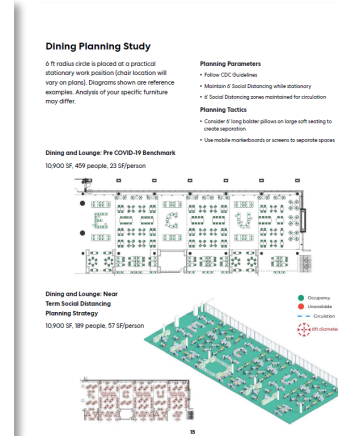 Dining Planning Study
6 ft radius circle is placed at a practical
stationary work position (chair location will
vary on plans). Diagrams shown are reference
examples. Analysis of your specific furniture
may differ.
Planning Parameters
• Follow CDC Guidelines
• Maintain 6' Social Distancing while stationary
• 6' Social Distancing zones maintained for circulation
Planning Tactics
• Consider 6' long bolster pillows on large soft seating to
create separation
• Use mobile markerboards or screens to separate spaces
Dining and Lounge: Pre COVID-19 Benchmark
10,900 SF, 459 people, 23 SF/person
Dining and Lounge: Near
Term Social Distancing
Planning Strategy
10,900 SF, 189 people, 57 SF/person
Occupancy
Unavailable
Circulation
6ft diameter